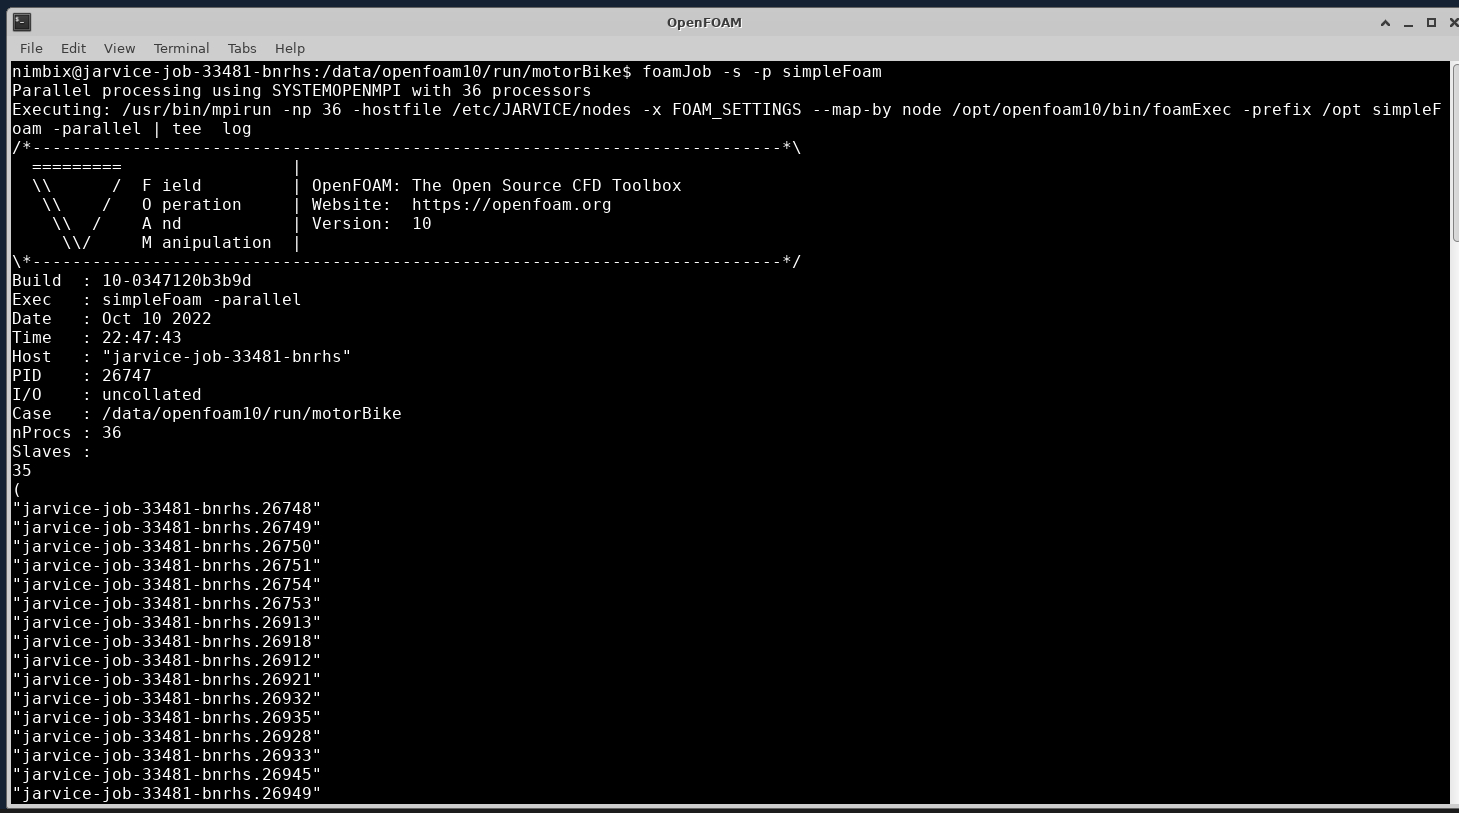 OpenFOAM
File Edit View Terminal Tabs Help
nimbix@jarvice-job-33481-bnrhs:/data/openfoam10/run/motorBike$ foamJob -s -p simpleFoam
Parallel processing using SYSTEMOPENMPI with 36 processors
Executing: /usr/bin/mpirun -np 36 -hostfile /etc/JARVICE/nodes -x FOAM_SETTINGS --map-by node /opt/openfoam10/bin/foamExec -prefix /opt simpleF
oam -parallel | tee  log
/*---------------------------------------------------------------------------*\
  =========                 |
  \\      /  F ield         | OpenFOAM: The Open Source CFD Toolbox
   \\    /   O peration     | Website:  https://openfoam.org
    \\  /    A nd           | Version:  10
     \\/     M anipulation  |
\*---------------------------------------------------------------------------*/
Build  : 10-0347120b3b9d
Exec   : simpleFoam -parallel
Date   : Oct 10 2022
Time   : 22:47:43
Host   : "jarvice-job-33481-bnrhs"
PID    : 26747
I/O    : uncollated
Case   : /data/openfoam10/run/motorBike
nProcs : 36
Slaves :
35
(
"jarvice-job-33481-bnrhs.26748"
"jarvice-job-33481-bnrhs.26749"
"jarvice-job-33481-bnrhs.26750"
"jarvice-job-33481-bnrhs.26751"
"jarvice-job-33481-bnrhs.26754"
"jarvice-job-33481-bnrhs.26753"
"jarvice-job-33481-bnrhs.26913"
"jarvice-job-33481-bnrhs.26918"
"jarvice-job-33481-bnrhs.26912"
"jarvice-job-33481-bnrhs.26921"
"jarvice-job-33481-bnrhs.26932"
"jarvice-job-33481-bnrhs.26935"
"jarvice-job-33481-bnrhs.26928"
"jarvice-job-33481-bnrhs.26933"
"jarvice-job-33481-bnrhs.26945"
"jarvice-job-33481-bnrhs.26949"